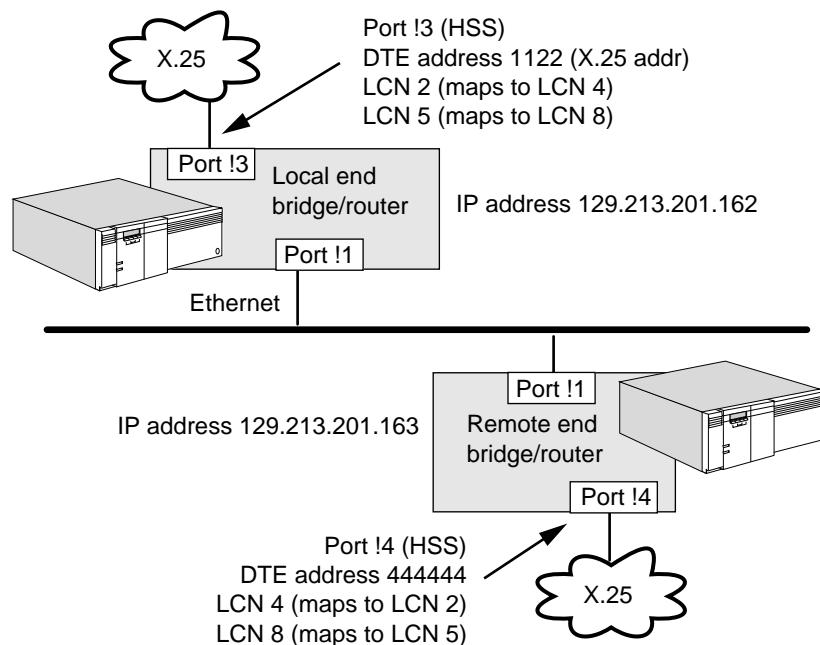 X.25
Port !3 (HSS)
DTE address 1122 (X.25 addr)
LCN 2 (maps to LCN 4)
LCN 5 (maps to LCN 8)
Port !3
Local end
bridge/router
IP address 129.213.201.162
Port !1
Ethernet
Port !1
IP address 129.213.201.163
Remote end
bridge/router
Port !4
Port !4 (HSS)
DTE address 444444
LCN 4 (maps to LCN 2)
LCN 8 (maps to LCN 5)
X.25